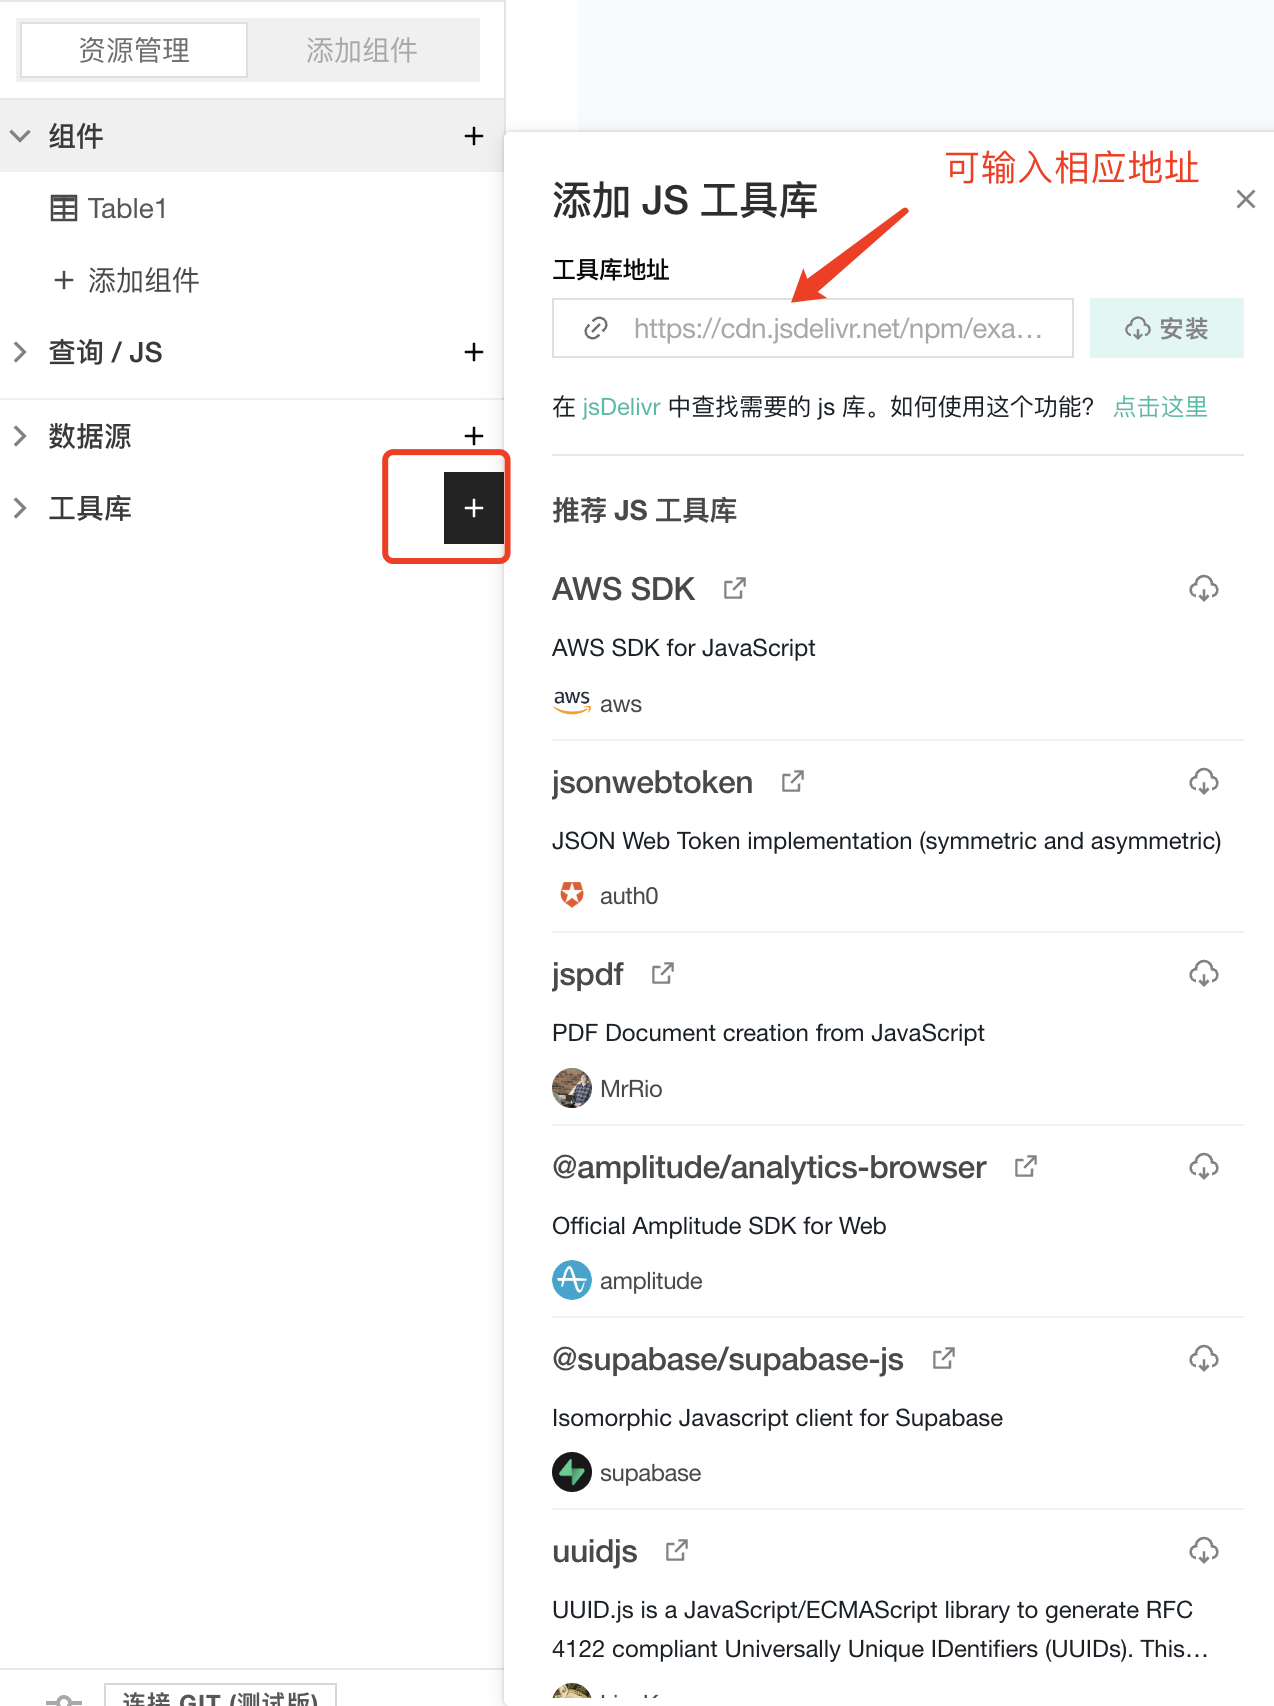 资源管理
添加组件
组件
Table1
添加组件
查询 / JS
数据源
工具库
连接 GIT (测试版)
可输入相应地址
添加 JS 工具库
工具库地址
https://cdn.jsdelivr.net/npm/exa...
安装
在 jsDelivr 中查找需要的 js 库。如何使用这个功能? 点击这里
推荐 JS 工具库
AWS SDK
AWS SDK for JavaScript
aws
aws
jsonwebtoken
JSON Web Token implementation (symmetric and asymmetric)
auth0
jspdf
PDF Document creation from JavaScript
MrRio
@amplitude/analytics-browser
Official Amplitude SDK for Web
amplitude
@supabase/supabase-js
Isomorphic Javascript client for Supabase
supabase
uuidjs
UUID.js is a JavaScript/ECMAScript library to generate RFC
4122 compliant Universally Unique IDentifiers (UUIDs). This...